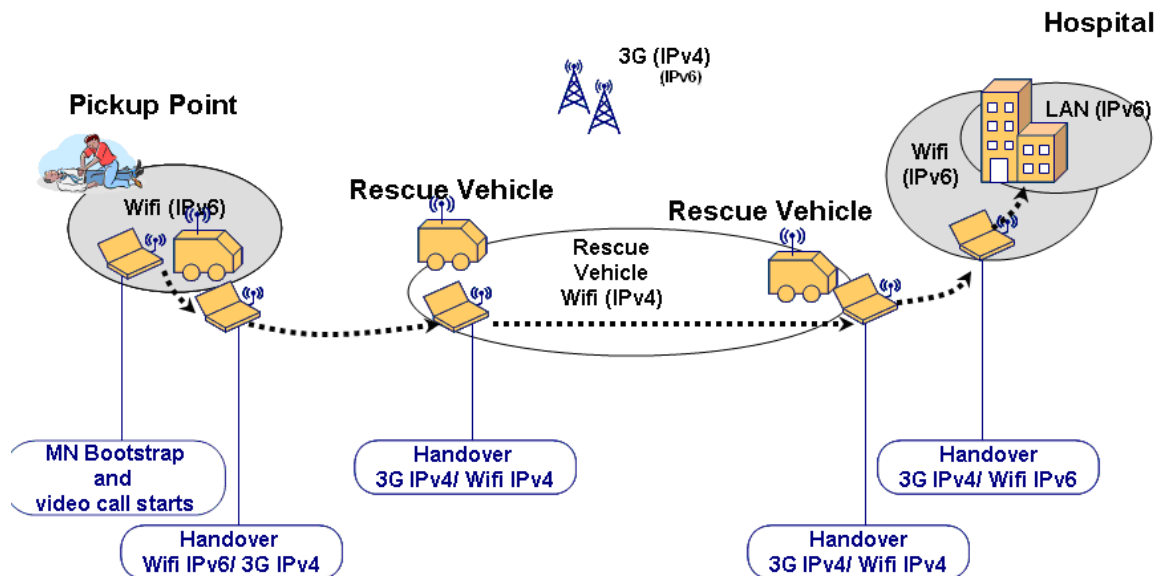 Hospital
3G (IPv4)
(IPv6)
Pickup Point
LAN (IPv6)
Wifi
(IPv6)
Rescue Vehicle
Rescue Vehicle
Wifi (IPv6)
Rescue
Vehicle
Wifi (IPv4)
MN Bootstrap
and
video call starts
Handover
3G IPv4/ Wifi IPv4
Handover
3G IPv4/ Wifi IPv6
Handover
Wifi IPv6/ 3G IPv4
Handover
3G IPv4/ Wifi IPv4